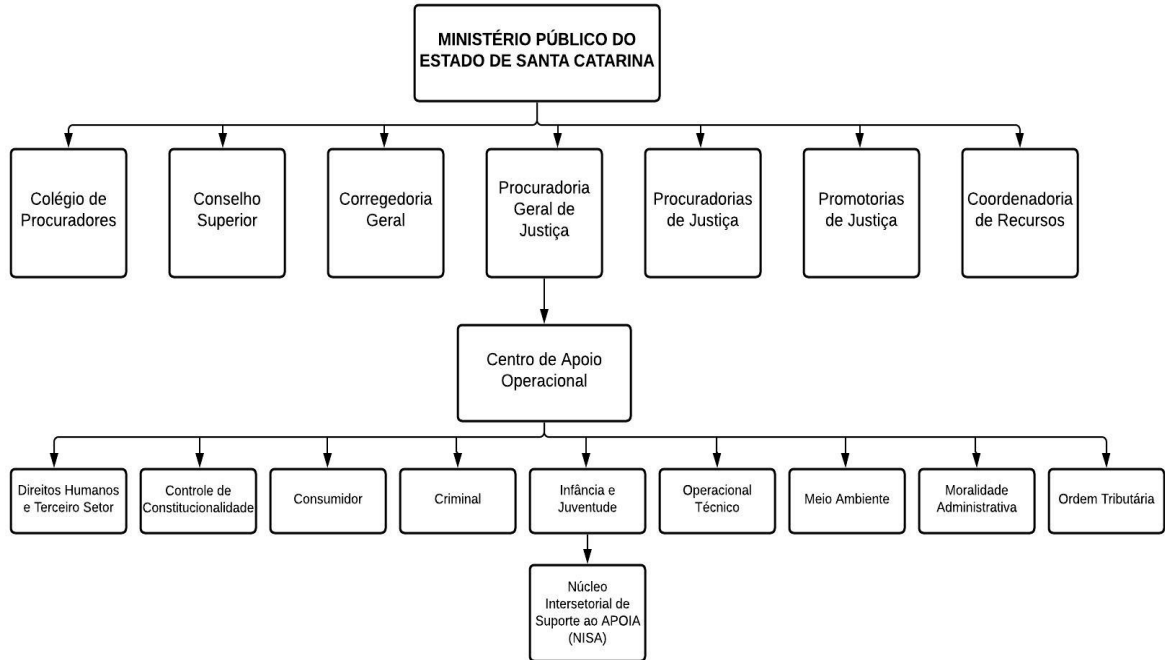 MINISTÉRIO PÚBLICO DO
ESTADO DE SANTA CATARINA
Colégio de
Procuradores
Conselho
Superior
Corregedoria
Geral
Procuradoria
Geral de
Justiça
Procuradorias
de Justiça
Promotorias
de Justiça
Coordenadoria
de Recursos
Centro de Apoio
Operacional
Direitos Humanos
e Terceiro Setor
Controle de
Constitucionalidade
Consumidor
Criminal
Infância e
Juventude
Operacional
Técnico
Meio Ambiente
Moralidade
Administrativa
Ordem Tributária
Núcleo
Intersetorial de
Suporte ao APOIA
(NISA)